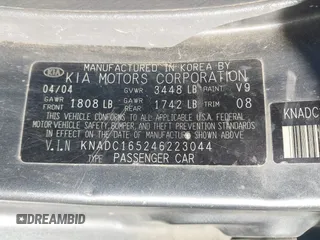 MANUFACTURED IN KOREA BY
KIA KIA MOTORS CORPORATION
04/04 GVWR 3448 LB PAINT V9
GAWR FRONT 1808 LB GAWR REAR 1742 LB TRIM 08
THIS VEHICLE CONFORMS TO ALL APPLICABLE U.S.A. FEDERAL
MOTOR VEHICLE SAFETY, BUMPER, AND THEFT PREVENTION STANDARDS
IN EFFECT ON THE DATE OF MANUFACTURE SHOWN ABOVE.
V.I.N KNADC165246223044
TYPE PASSENGER CAR
KNADC
DREAMBID